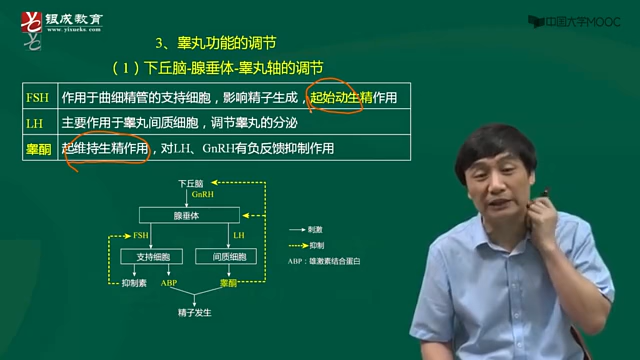 银成教育
www.yixueks.com
中国大学MOOC
3、睾丸功能的调节
（1）下丘脑-腺垂体-睾丸轴的调节
FSH 作用于曲细精管的支持细胞，影响精子生成，起始动生精作用
LH 主要作用于睾丸间质细胞，调节睾丸的分泌
睾酮 起维持生精作用，对LH、GnRH有负反馈抑制作用
下丘脑
GnRH
腺垂体
FSH LH
支持细胞 间质细胞
抑制素 ABP 睾酮
精子发生
刺激
抑制
ABP：雄激素结合蛋白